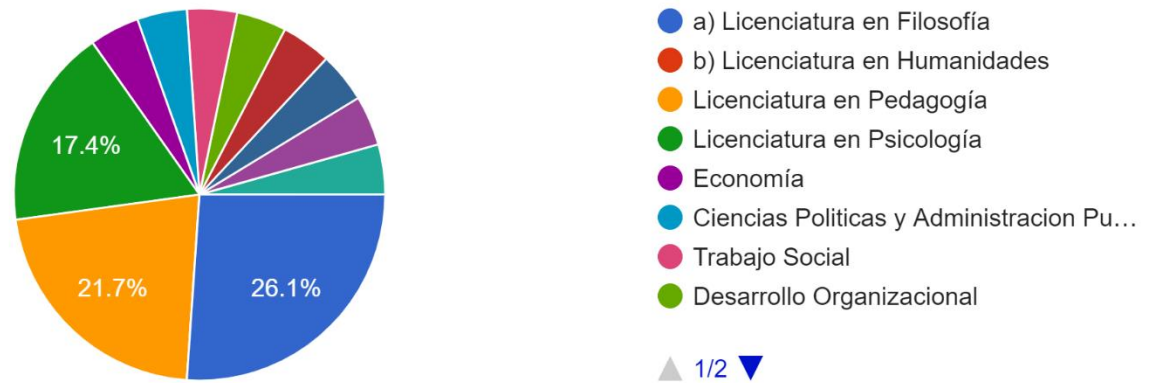 17.4%
21.7%
26.1%
a) Licenciatura en Filosofía
b) Licenciatura en Humanidades
Licenciatura en Pedagogía
Licenciatura en Psicología
Economía
Ciencias Politicas y Administracion Pu…
Trabajo Social
Desarrollo Organizacional
1/2